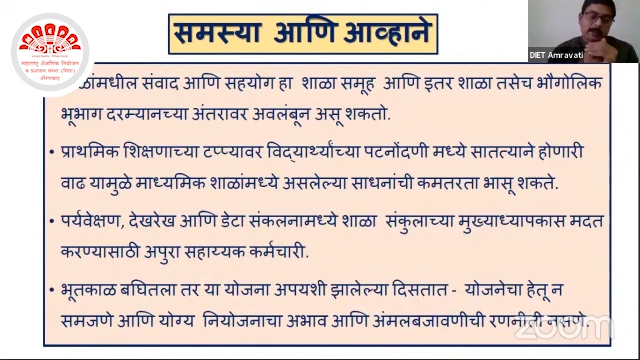 समस्या आणि आव्हाने
DIET Amravati
संवाद आणि सहयोग हा शाळा समूह आणि इतर शाळा तसेच भौगोलिक
भूभाग दरम्यानच्या अंतरावर अवलंबून असू शकतो.
• प्राथमिक शिक्षणाच्या टप्प्यावर विद्यार्थ्यांच्या पटनोंदणी मध्ये सातत्याने होणारी
वाढ यामुळे माध्यमिक शाळांमध्ये असलेल्या साधनांची कमतरता भासू शकते.
• पर्यवेक्षण, देखरेख आणि डेटा संकलनामध्ये शाळा संकुलाच्या मुख्याध्यापकास मदत
करण्यासाठी अपुरा सहाय्यक कर्मचारी.
• भूतकाळ बघितला तर या योजना अपयशी झालेल्या दिसतात - योजनेचा हेतू न
समजणे आणि योग्य नियोजनाचा अभाव आणि अंमलबजावणीची रणनीती नसणे.
zoom